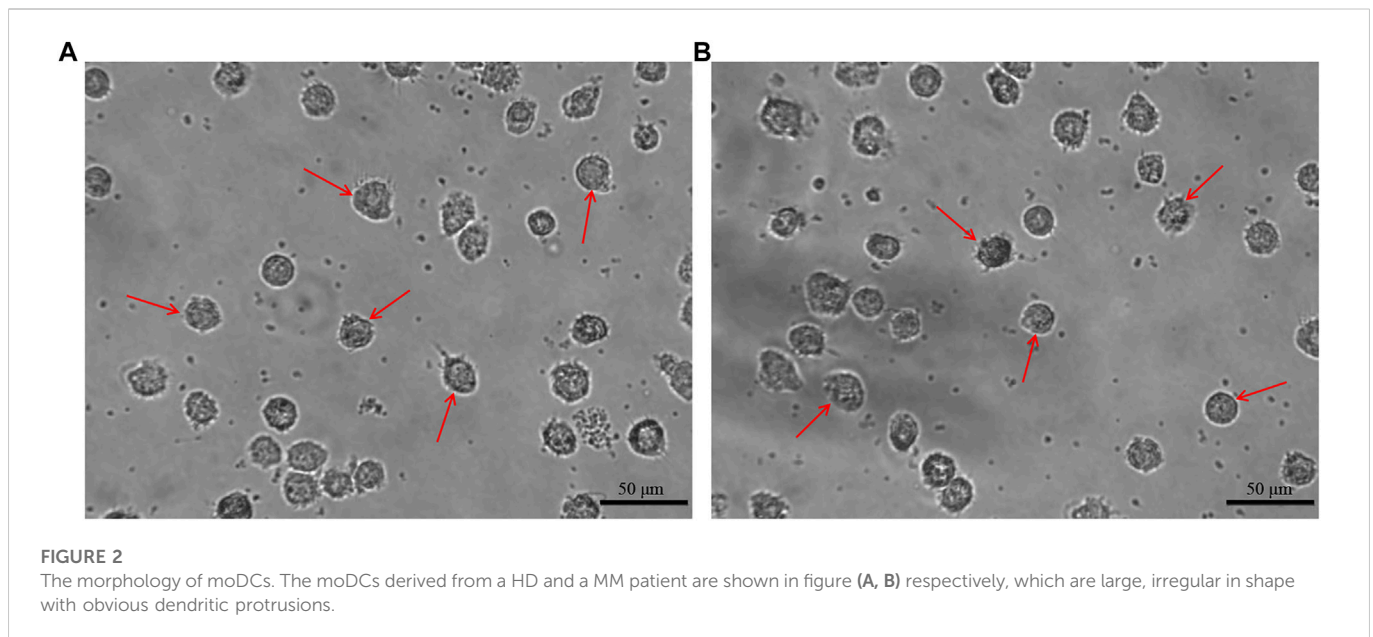 A
B
50 μm
50 μm
FIGURE 2
The morphology of moDCs. The moDCs derived from a HD and a MM patient are shown in figure (A, B) respectively, which are large, irregular in shape
with obvious dendritic protrusions.